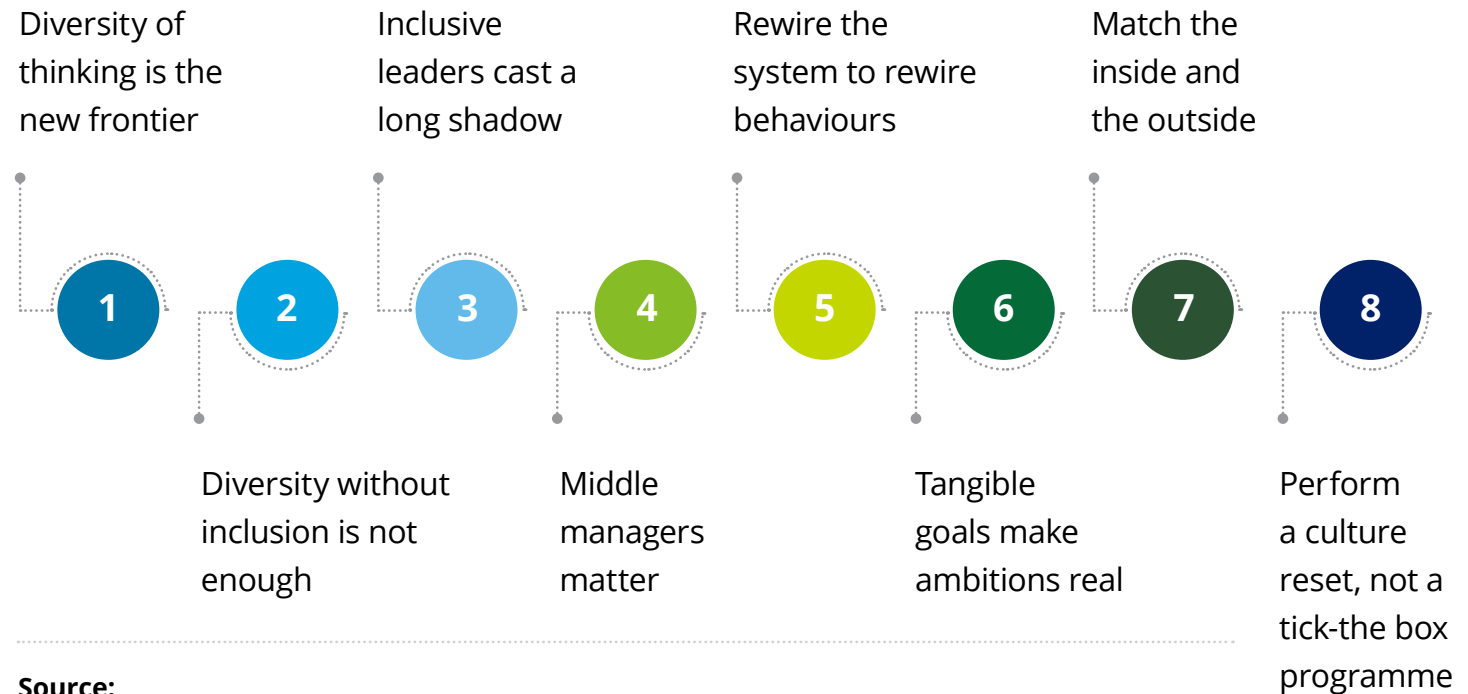 Diversity of
thinking is the
new frontier
Inclusive
leaders cast a
long shadow
Rewire the
system to rewire
behaviours
Match the
inside and
the outside
1
2
3
4
5
6
7
8
Diversity without
inclusion is not
enough
Middle
managers
matter
Tangible
goals make
ambitions real
Perform
a culture
reset, not a
tick-the box
programme
Source: